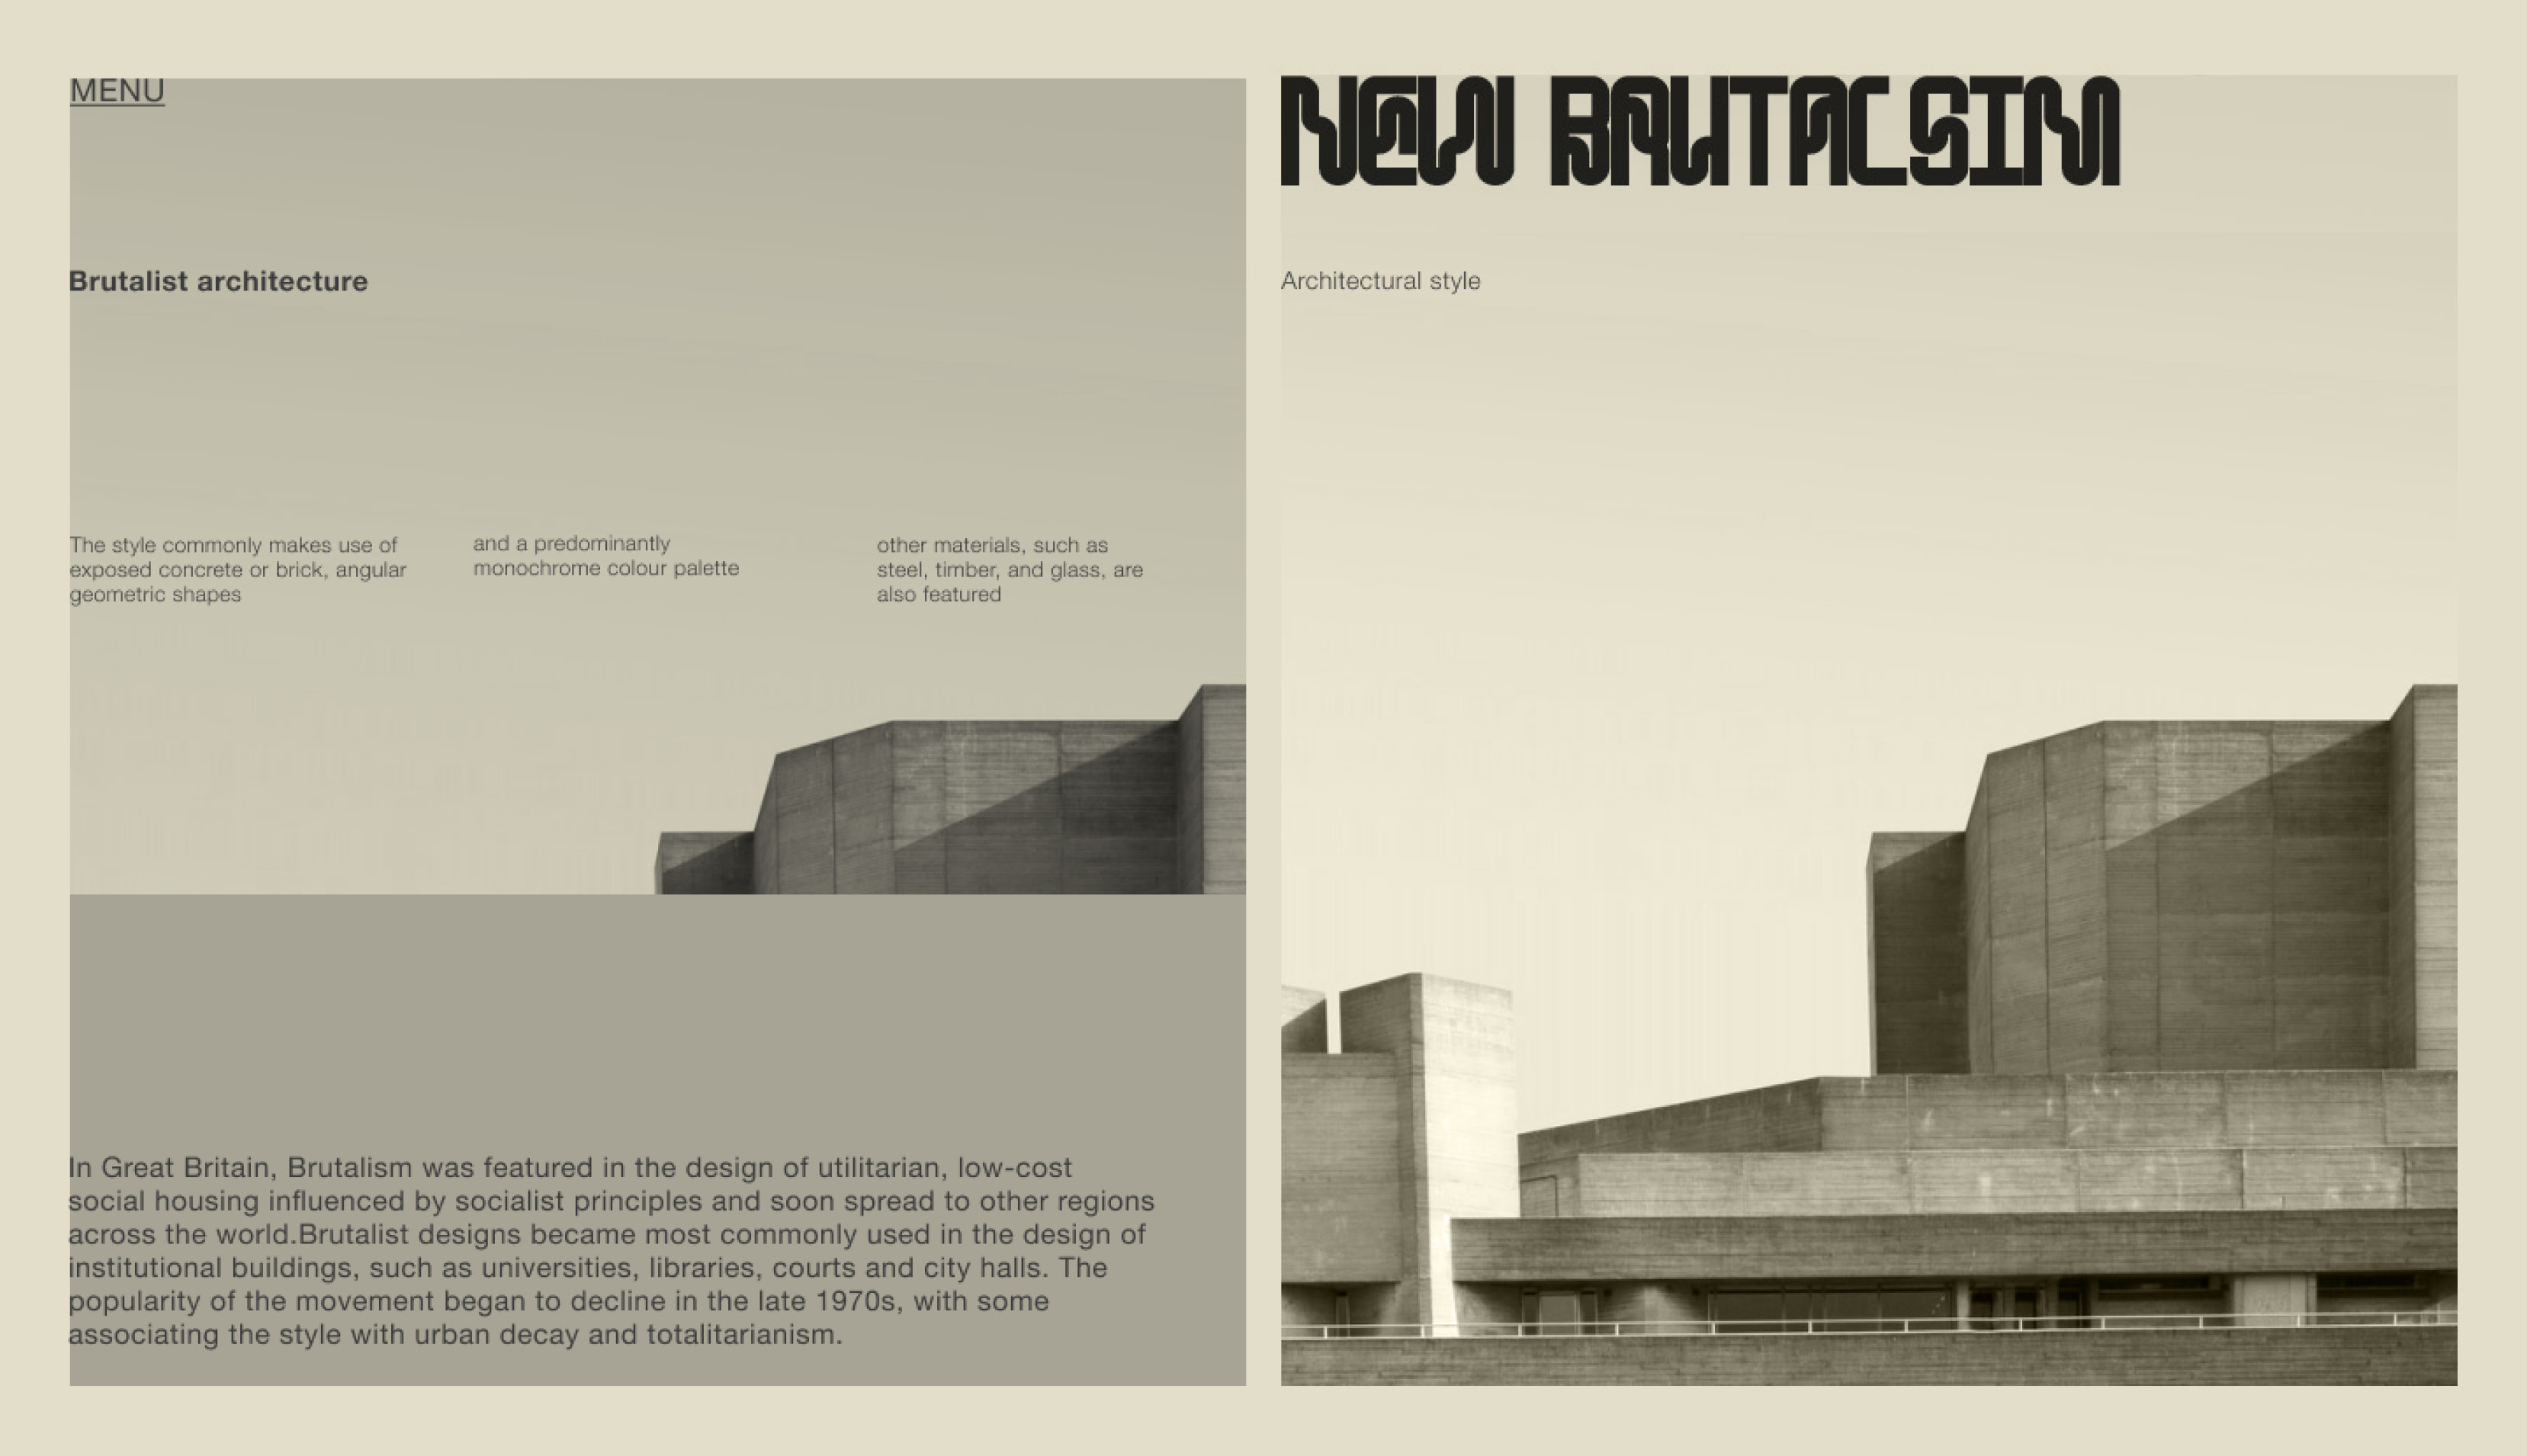 MENU
Brutalist architecture
The style commonly makes use of
exposed concrete or brick, angular
geometric shapes
and a predominantly
monochrome colour palette
other materials, such as
steel, timber, and glass, are
also featured
In Great Britain, Brutalism was featured in the design of utilitarian, low-cost
social housing influenced by socialist principles and soon spread to other regions
across the world.Brutalist designs became most commonly used in the design of
institutional buildings, such as universities, libraries, courts and city halls. The
popularity of the movement began to decline in the late 1970s, with some
associating the style with urban decay and totalitarianism.
NEW BRUTALSIM
Architectural style